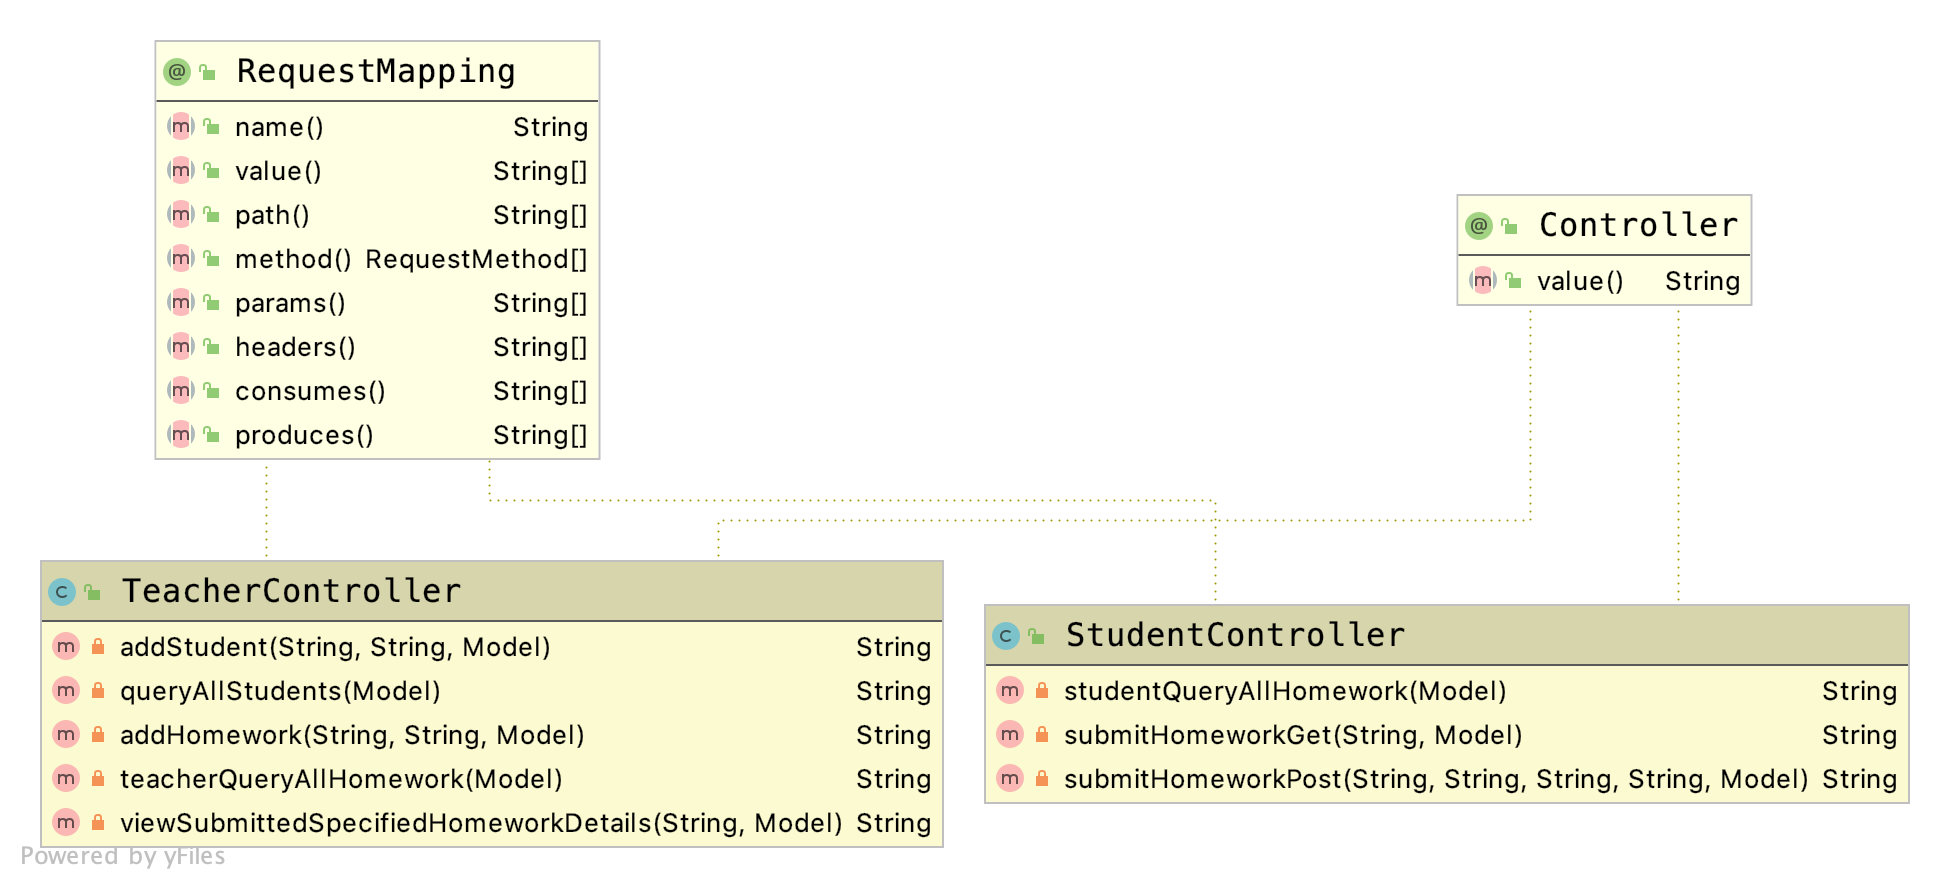 RequestMapping
name() String
value() String[]
path() String[]
method() RequestMethod[]
params() String[]
headers() String[]
consumes() String[]
produces() String[]
Controller
value() String
TeacherController
addStudent(String, String, Model) String
queryAllStudents(Model) String
addHomework(String, String, Model) String
teacherQueryAllHomework(Model) String
viewSubmittedSpecifiedHomeworkDetails(String, Model) String
StudentController
studentQueryAllHomework(Model) String
submitHomeworkGet(String, Model) String
submitHomeworkPost(String, String, String, String, Model) String
Powered by yFiles